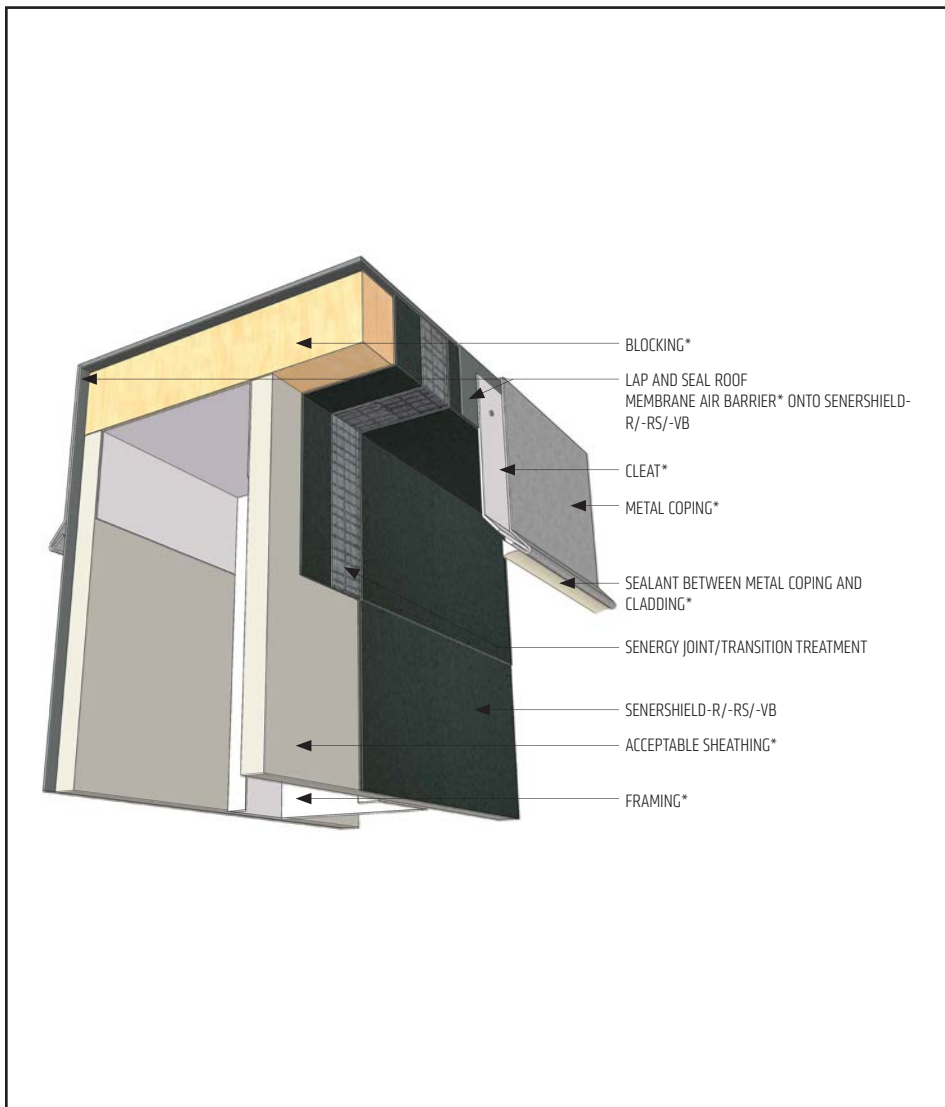 BLOCKING*
LAP AND SEAL ROOF
MEMBRANE AIR BARRIER* ONTO SENERSHIELD-
R/-RS/-VB
CLEAT*
METAL COPING*
SEALANT BETWEEN METAL COPING AND
CLADDING*
SENERGY JOINT/TRANSITION TREATMENT
SENERSHIELD-R/-RS/-VB
ACCEPTABLE SHEATHING*
FRAMING*